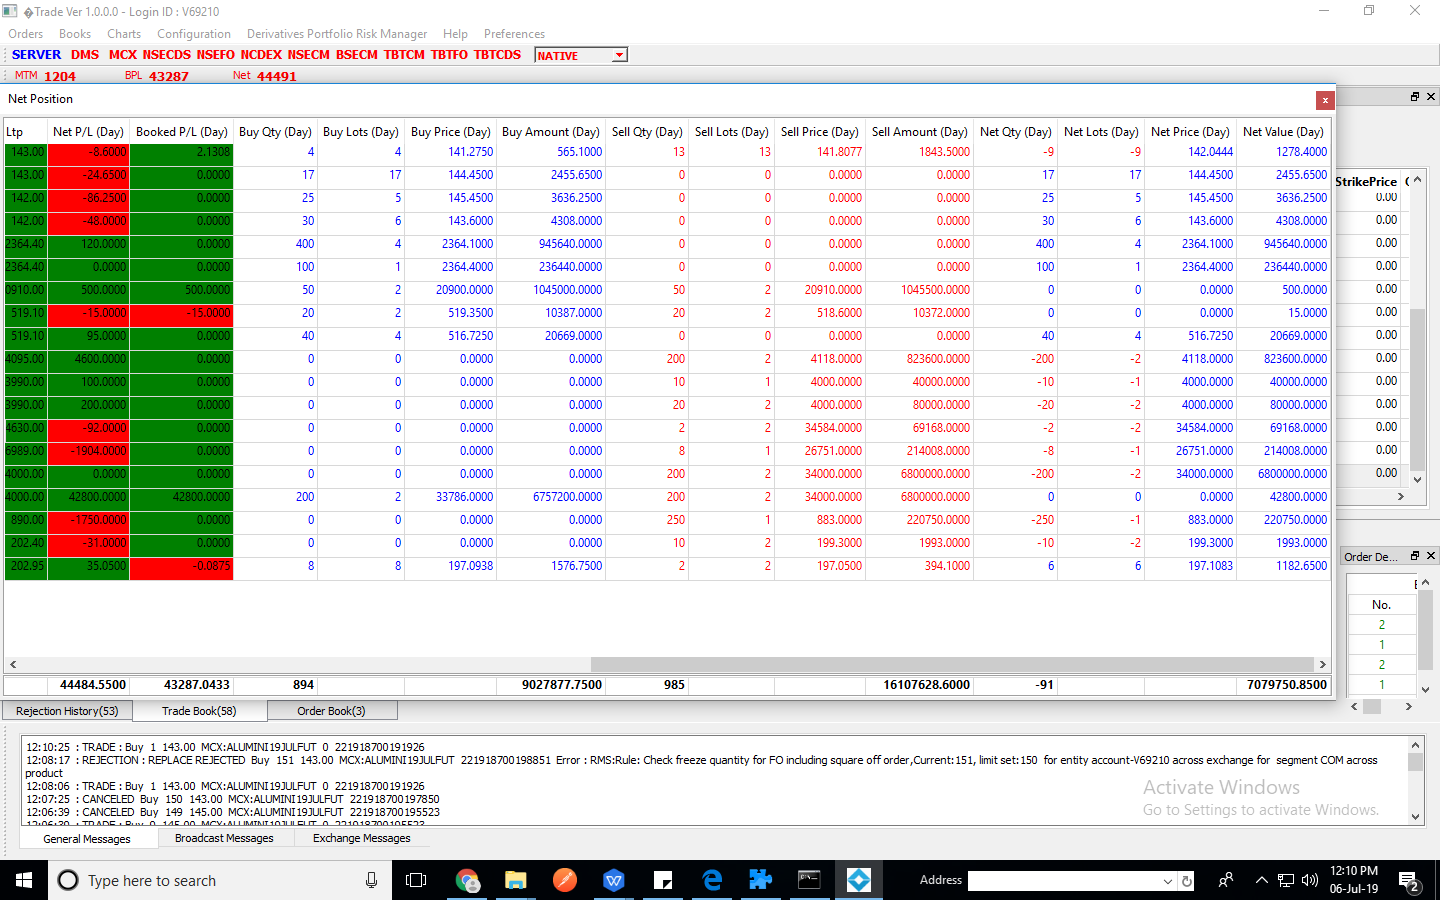 �Trade Ver 1.0.0.0 - Login ID : V69210
Orders Books Charts Configuration Derivatives Portfolio Risk Manager Help Preferences
SERVER DMS MCX NSECDS NSEFO NCDEX NSECM BSECM TBTCM TBTFO TBTCDS NATIVE
MTM 1204 BPL 43287 Net 44491
Net Position
Ltp Net P/L (Day) Booked P/L (Day) Buy Qty (Day) Buy Lots (Day) Buy Price (Day) Buy Amount (Day) Sell Qty (Day) Sell Lots (Day) Sell Price (Day) Sell Amount (Day) Net Qty (Day) Net Lots (Day) Net Price (Day) Net Value (Day)
143.00 -8.6000 2.1308 4 4 141.2750 565.1000 13 13 141.8077 1843.5000 -9 -9 142.0444 1278.4000
143.00 -24.6500 0.0000 17 17 144.4500 2455.6500 0 0 0.0000 0.0000 17 17 144.4500 2455.6500
142.00 -86.2500 0.0000 25 5 145.4500 3636.2500 0 0 0.0000 0.0000 25 5 145.4500 3636.2500
142.00 -48.0000 0.0000 30 6 143.6000 4308.0000 0 0 0.0000 0.0000 30 6 143.6000 4308.0000
2364.40 120.0000 0.0000 400 4 2364.1000 945640.0000 0 0 0.0000 0.0000 400 4 2364.1000 945640.0000
2364.40 0.0000 0.0000 100 1 2364.4000 236440.0000 0 0 0.0000 0.0000 100 1 2364.4000 236440.0000
0910.00 500.0000 500.0000 50 2 20900.0000 1045000.0000 50 2 20910.0000 1045500.0000 0 0 0.0000 500.0000
519.10 -15.0000 -15.0000 20 2 519.3500 10387.0000 20 2 518.6000 10372.0000 0 0 0.0000 15.0000
519.10 95.0000 0.0000 40 4 516.7250 20669.0000 0 0 0.0000 0.0000 40 4 516.7250 20669.0000
4095.00 4600.0000 0.0000 0 0 0.0000 0.0000 200 2 4118.0000 823600.0000 -200 -2 4118.0000 823600.0000
3990.00 100.0000 0.0000 0 0 0.0000 0.0000 10 1 4000.0000 40000.0000 -10 -1 4000.0000 40000.0000
3990.00 200.0000 0.0000 0 0 0.0000 0.0000 20 2 4000.0000 80000.0000 -20 -2 4000.0000 80000.0000
4630.00 -92.0000 0.0000 0 0 0.0000 0.0000 2 2 34584.0000 69168.0000 -2 -2 34584.0000 69168.0000
6989.00 -1904.0000 0.0000 0 0 0.0000 0.0000 8 1 26751.0000 214008.0000 -8 -1 26751.0000 214008.0000
4000.00 0.0000 0.0000 0 0 0.0000 0.0000 200 2 34000.0000 6800000.0000 -200 -2 34000.0000 6800000.0000
4000.00 42800.0000 42800.0000 200 2 33786.0000 6757200.0000 200 2 34000.0000 6800000.0000 0 0 0.0000 42800.0000
890.00 -1750.0000 0.0000 0 0 0.0000 0.0000 250 1 883.0000 220750.0000 -250 -1 883.0000 220750.0000
202.40 -31.0000 0.0000 0 0 0.0000 0.0000 10 2 199.3000 1993.0000 -10 -2 199.3000 1993.0000
202.95 35.0500 -0.0875 8 8 197.0938 1576.7500 2 2 197.0500 394.1000 6 6 197.1083 1182.6500
44484.5500 43287.0433 894 9027877.7500 985 16107628.6000 -91 7079750.8500
StrikePrice
0.00
0.00
0.00
0.00
0.00
0.00
0.00
0.00
0.00
0.00
0.00
0.00
0.00
Order De...
No.
2
1
2
1
Rejection History(53) Trade Book(58) Order Book(3)
12:10:25 : TRADE : Buy 1 143.00 MCX:ALUMINI19JULFUT 0 221918700191926
12:08:17 : REJECTION : REPLACE REJECTED Buy 151 143.00 MCX:ALUMINI19JULFUT 221918700198851 Error : RMS:Rule: Check freeze quantity for FO including square off order,Current:151, limit set:150 for entity account-V69210 across exchange for segment COM across
product
12:08:06 : TRADE : Buy 1 143.00 MCX:ALUMINI19JULFUT 0 221918700191926
12:07:25 : CANCELED Buy 150 143.00 MCX:ALUMINI19JULFUT 221918700197850
12:06:39 : CANCELED Buy 149 145.00 MCX:ALUMINI19JULFUT 221918700195523
12:06:39 : TRADE : Buy 0 145.00 MCX:ALUMINI19JULFUT 0 221918700195523
Activate Windows
Go to Settings to activate Windows.
General Messages Broadcast Messages Exchange Messages
Type here to search
Address
12:10 PM
06-Jul-19
2